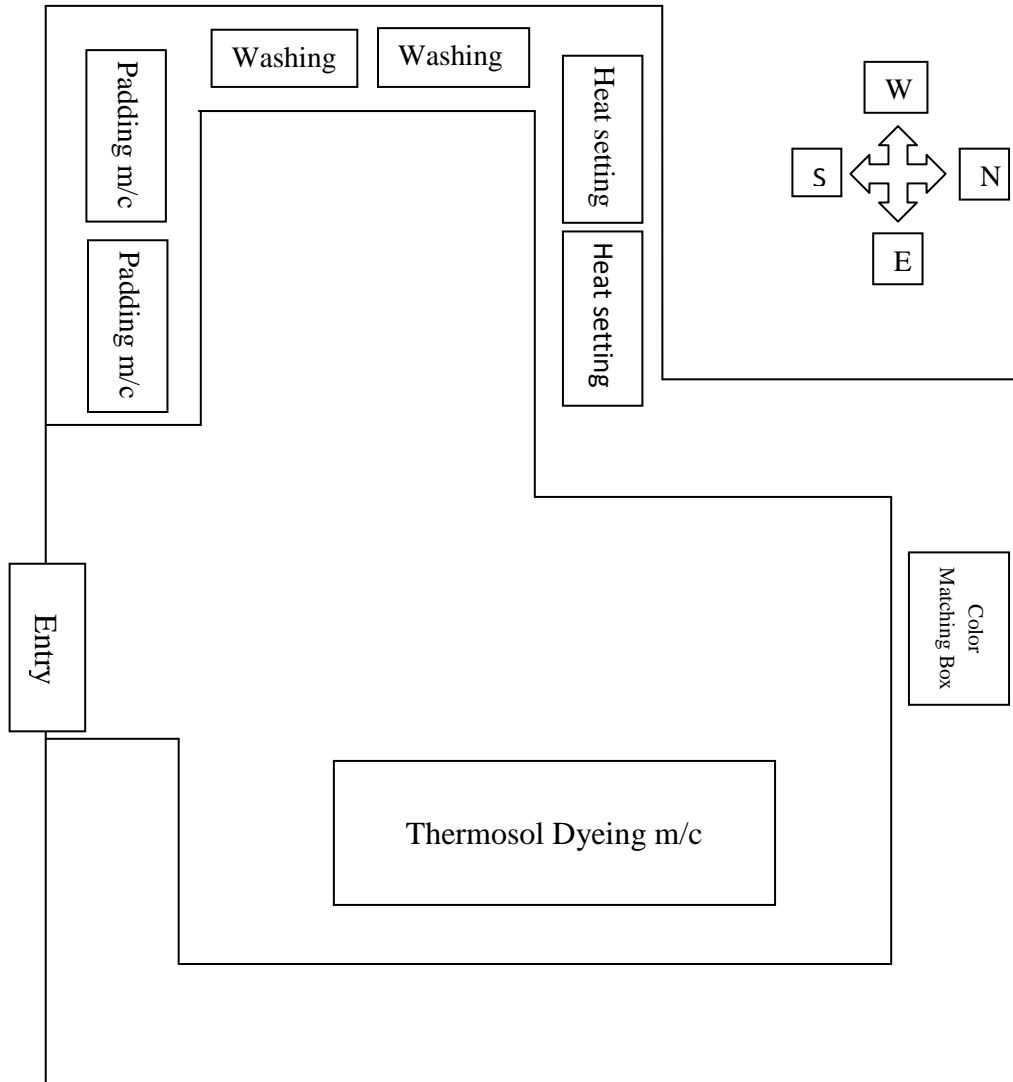 Washing
Washing
Padding m/c
Padding m/c
Heat setting
Heat setting
W
S
N
E
Entry
Color
Matching Box
Thermosol Dyeing m/c